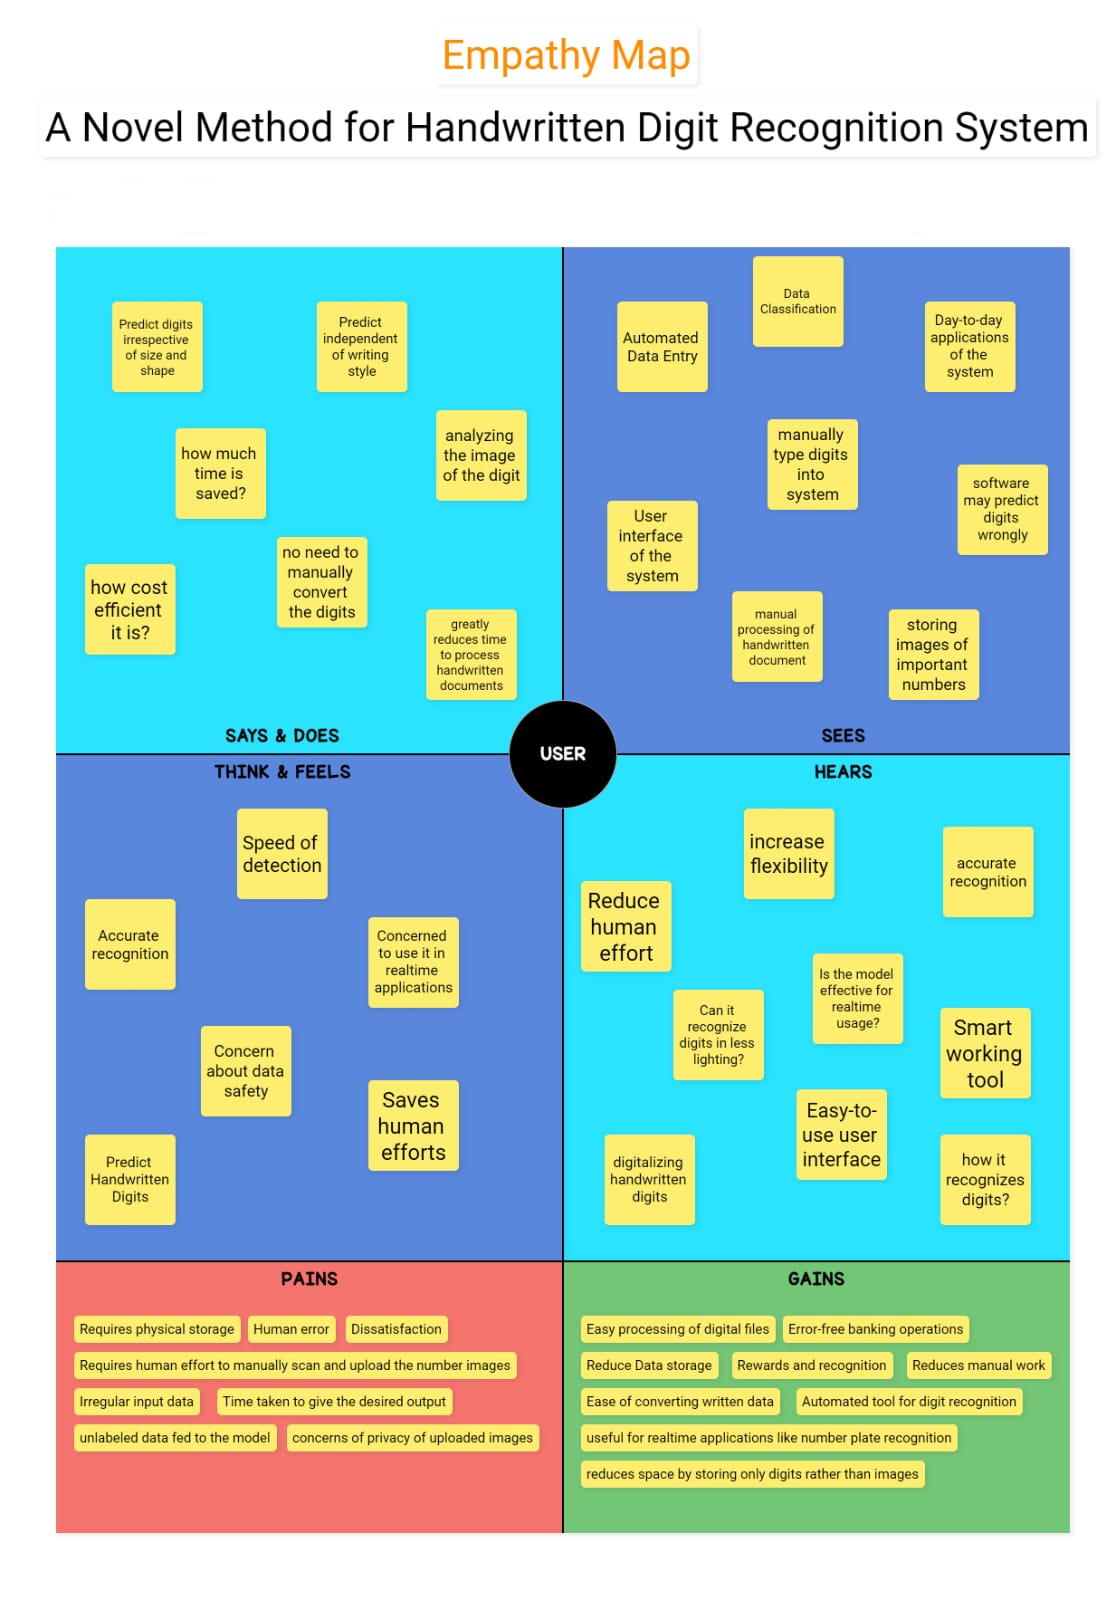 Empathy Map
A Novel Method for Handwritten Digit Recognition System
Predict digits
irrespective
of size and
shape
Predict
independent
of writing
style
how much
time is
saved?
analyzing
the image
of the digit
how cost
efficient
it is?
no need to
manually
convert
the digits
greatly
reduces time
to process
handwritten
documents
SAYS & DOES
Data
Classification
Automated
Data Entry
Day-to-day
applications
of the
system
manually
type digits
into
system
software
may predict
digits
wrongly
User
interface
of the
system
manual
processing of
handwritten
document
storing
images of
important
numbers
SEES
USER
THINK & FEELS
Speed of
detection
Accurate
recognition
Concerned
to use it in
realtime
applications
Concern
about data
safety
Saves
human
efforts
Predict
Handwritten
Digits
HEARS
increase
flexibility
accurate
recognition
Reduce
human
effort
Is the model
effective for
realtime
usage?
Can it
recognize
digits in less
lighting?
Smart
working
tool
Easy-to-
use user
interface
digitalizing
handwritten
digits
how it
recognizes
digits?
PAINS
Requires physical storage
Human error
Dissatisfaction
Requires human effort to manually scan and upload the number images
Irregular input data
Time taken to give the desired output
unlabeled data fed to the model
concerns of privacy of uploaded images
GAINS
Easy processing of digital files
Error-free banking operations
Reduce Data storage
Rewards and recognition
Reduces manual work
Ease of converting written data
Automated tool for digit recognition
useful for realtime applications like number plate recognition
reduces space by storing only digits rather than images